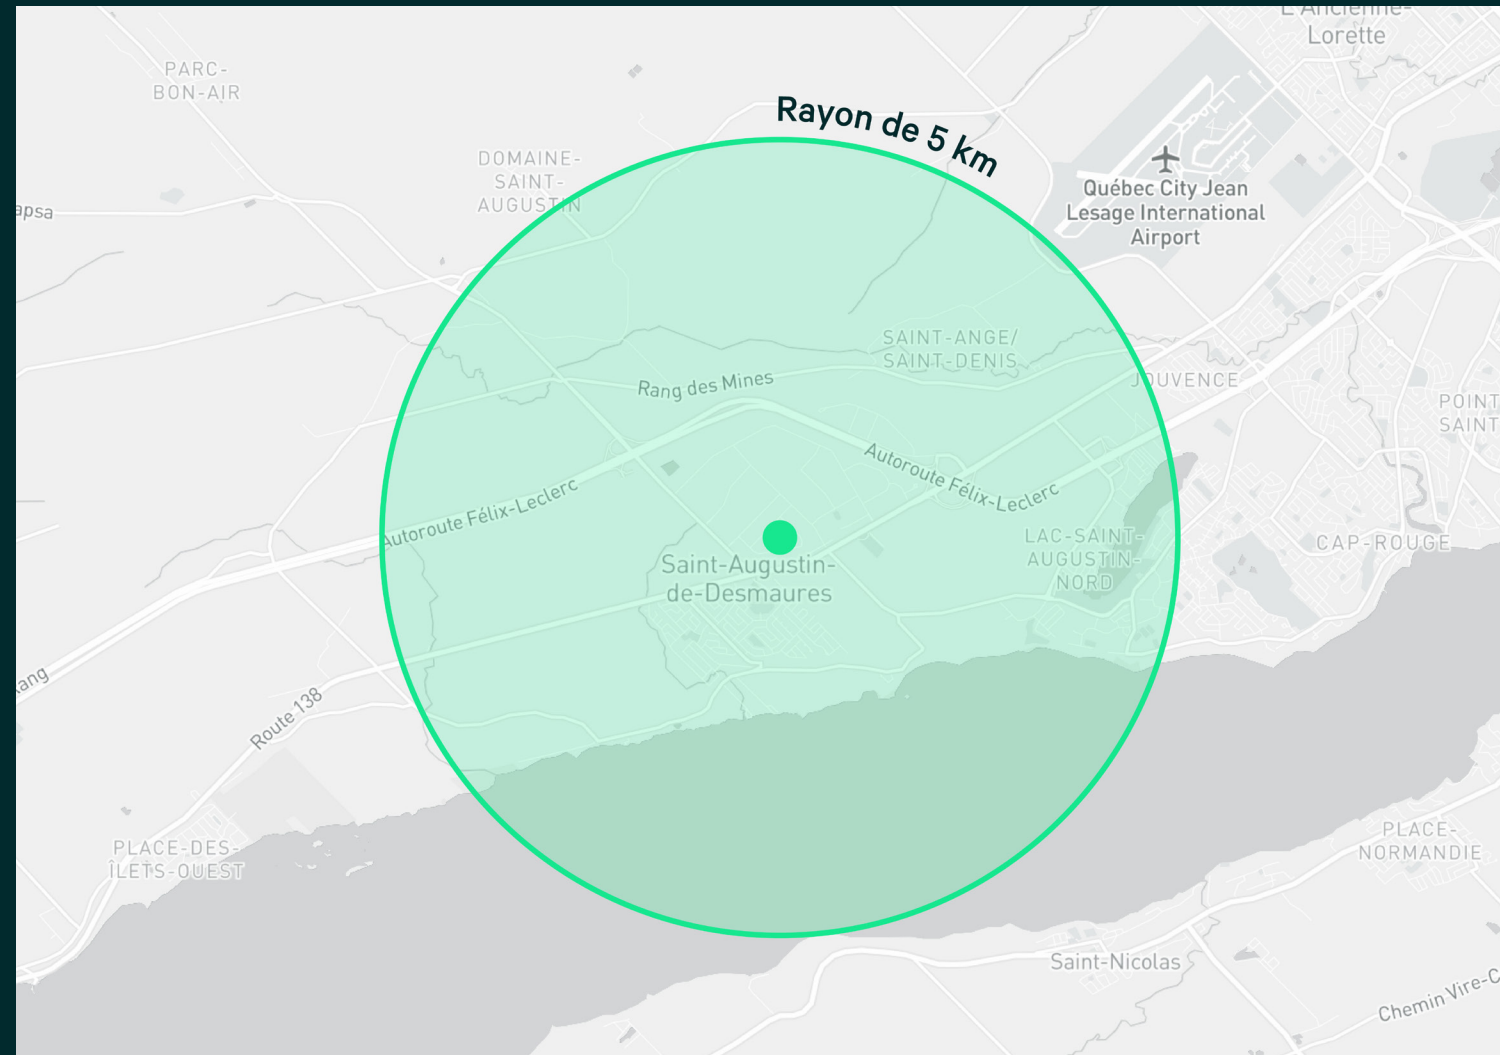 L'Ancienne-
Lorette
PARC-
BON-AIR
Rayon de 5 km
DOMAINE-
SAINT-
AUGUSTIN
Québec City Jean
Lesage International
Airport
apsa
SAINT-ANGE/
SAINT-DENIS
Rang des Mines
JOUVENCE
POINT
SAINT
Autoroute Félix-Leclerc
Autoroute Félix-Leclerc
LAC-SAINT-
AUGUSTIN-
NORD
CAP-ROUGE
Saint-Augustin-
de-Desmaures
Rang
Route 138
PLACE-DES-
ÎLETS-OUEST
PLACE-
NORMANDIE
Saint-Nicolas
Chemin Vire-C